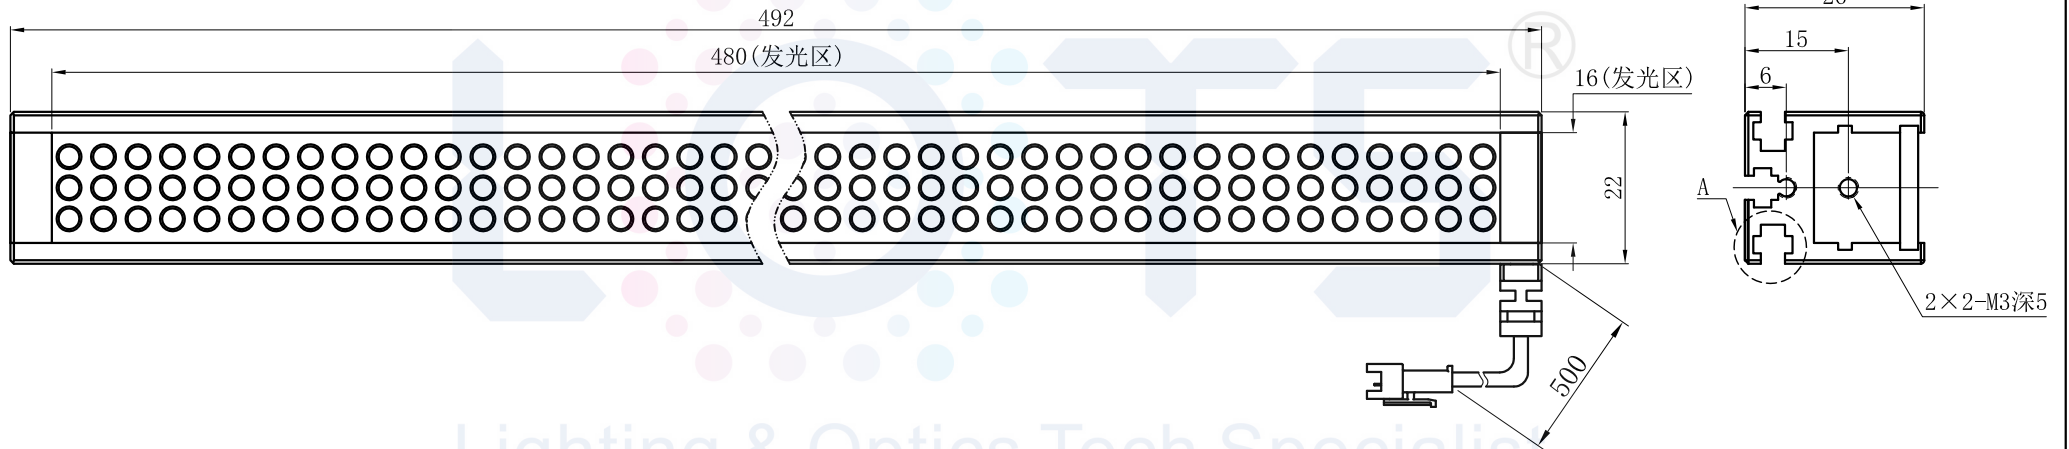 492
480(发光区)
®
16(发光区)
22
500
15
6
A
2×2-M3深5
LOTS
Lighting & Optics Tech Specialist